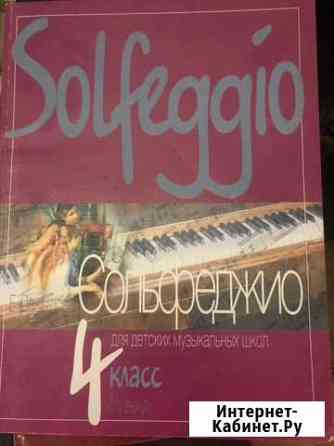 Solfeggio
Сольфеджио
для детских музыкальных школ
4 класс
Интернет-
Кабинет.Ру